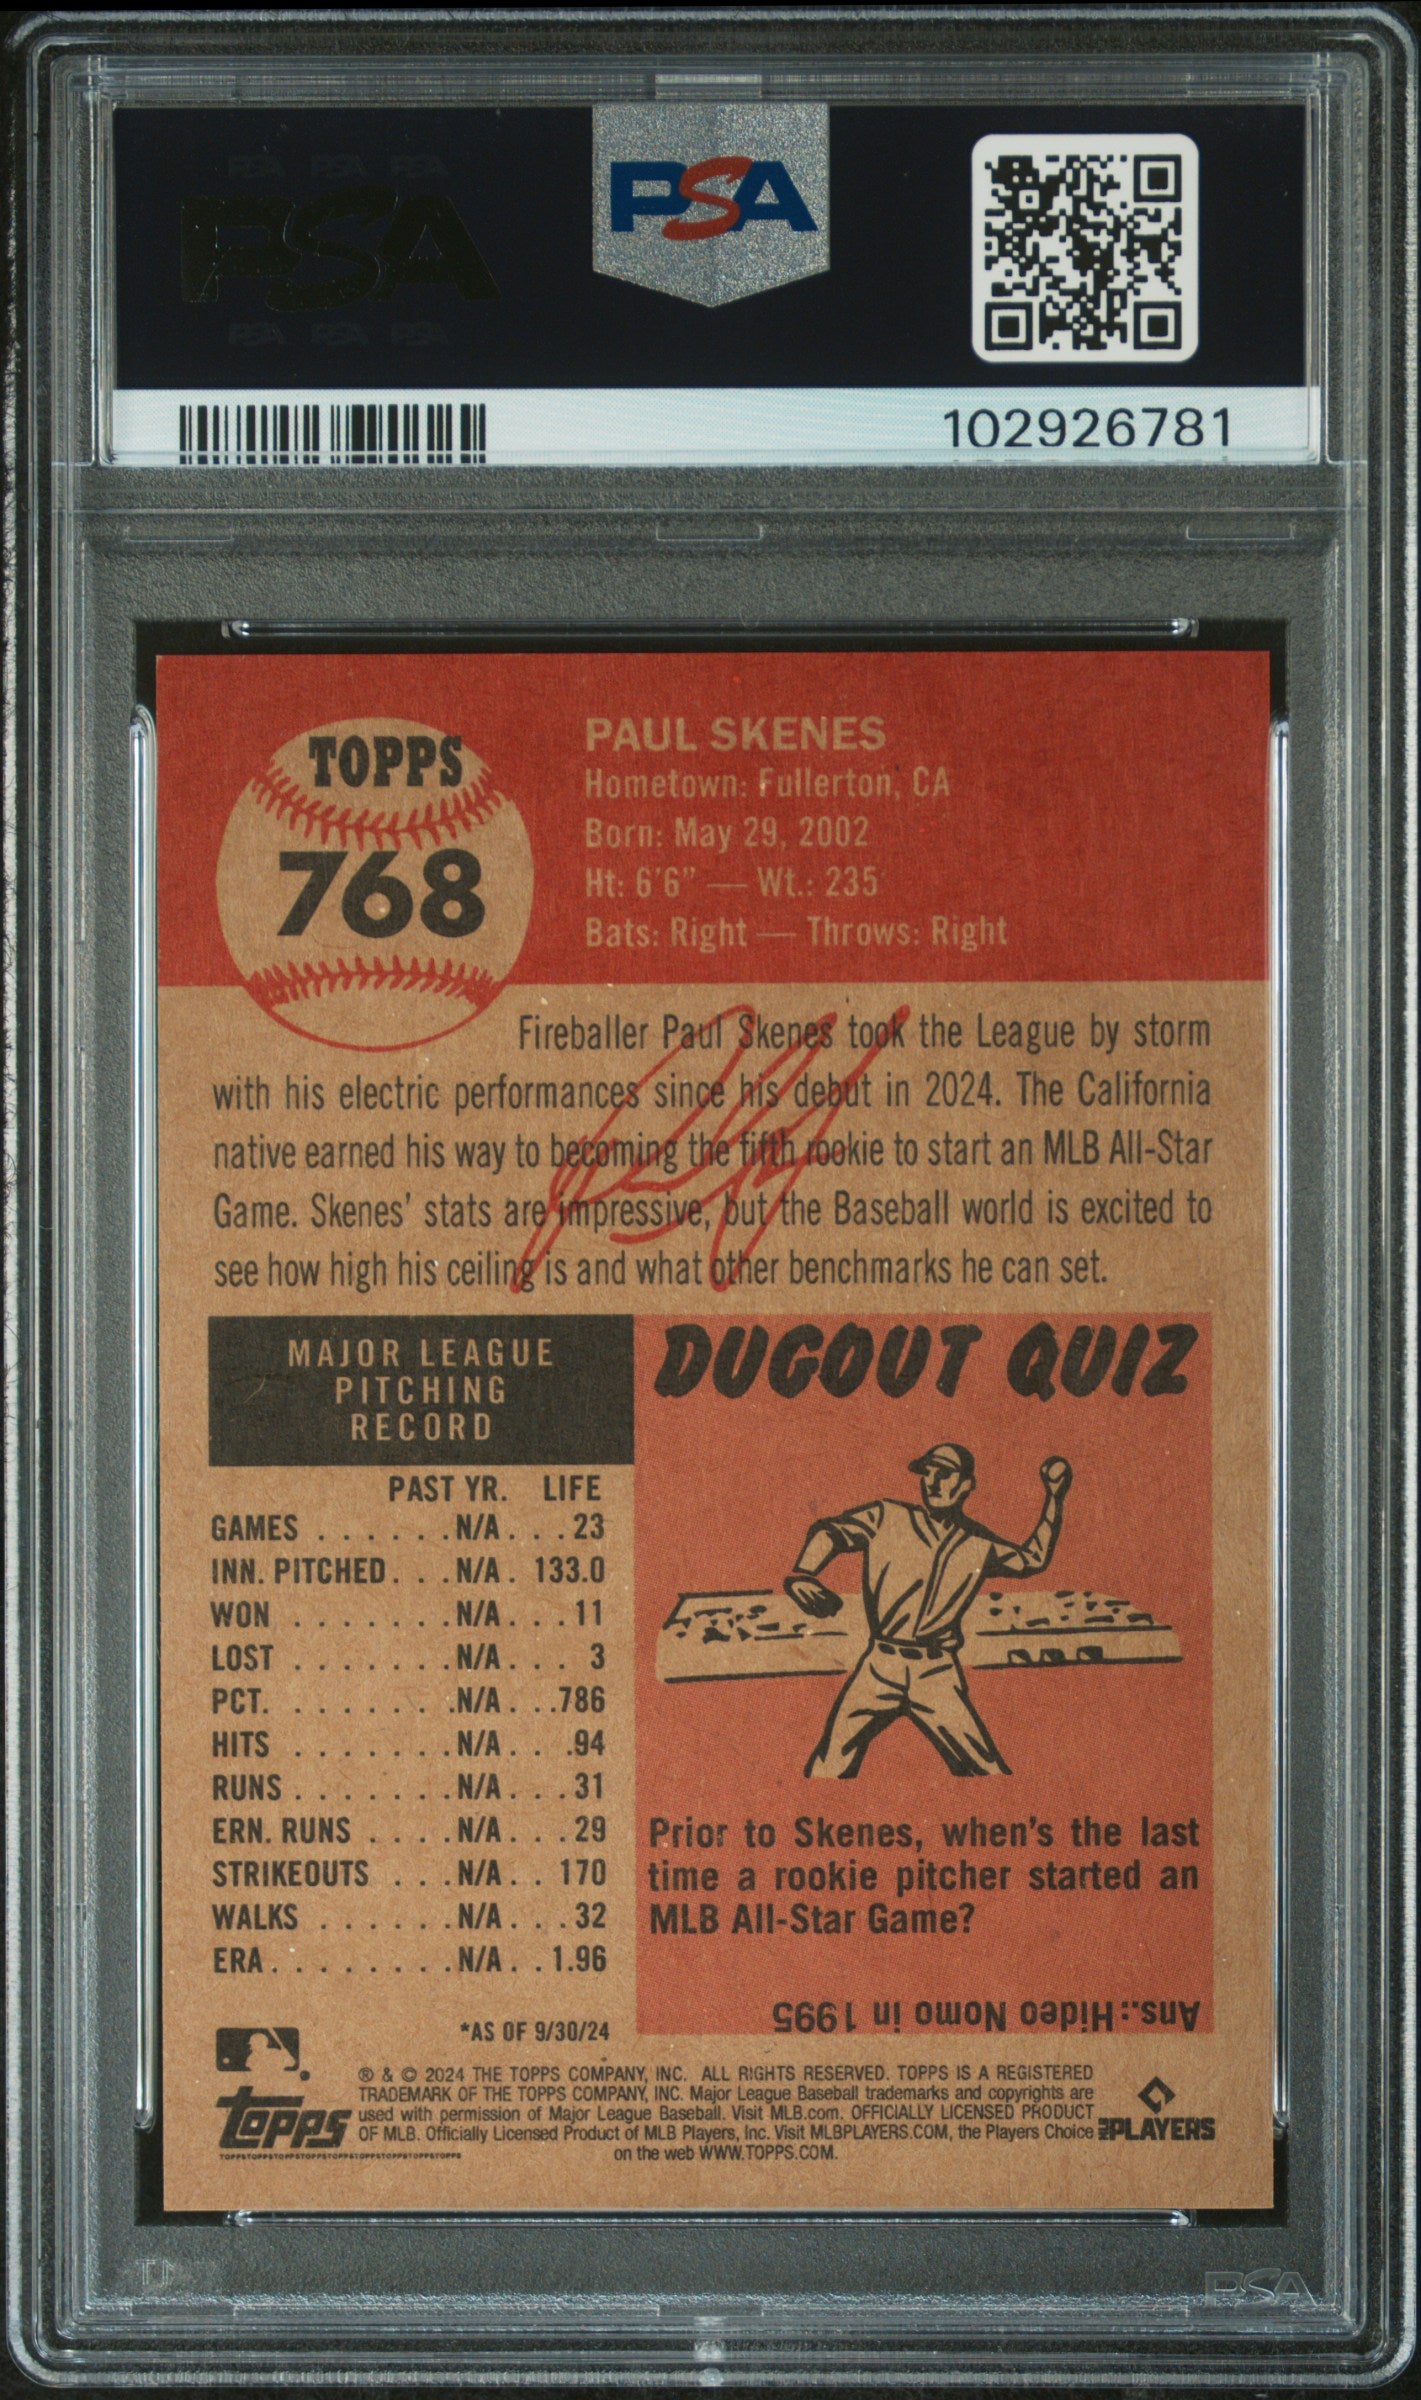 PSA PSA PSA
PSA
PSA PSA PSA
PSA
102926781
TOPPS
768
PAUL SKENES
Hometown: Fullerton, CA
Born: May 29, 2002
Ht: 6'6" — Wt.: 235
Bats: Right — Throws: Right
Fireballer Paul Skenes took the League by storm
with his electric performances since his debut in 2024. The California
native earned his way to becoming the fifth rookie to start an MLB All-Star
Game. Skenes' stats are impressive, but the Baseball world is excited to
see how high his ceiling is and what other benchmarks he can set.
MAJOR LEAGUE
PITCHING
RECORD
PAST YR. LIFE
GAMES . . . . . . N/A . . . 23
INN. PITCHED . . . N/A . 133.0
WON . . . . . . . N/A . . . 11
LOST . . . . . . . N/A . . . 3
PCT. . . . . . . . N/A . . .786
HITS . . . . . . . N/A . . .94
RUNS . . . . . . . N/A . . . 31
ERN. RUNS . . . . N/A . . . 29
STRIKEOUTS . . . N/A . . 170
WALKS . . . . . . N/A . . . 32
ERA . . . . . . . . N/A . . 1.96
*AS OF 9/30/24
DUGOUT QUIZ
Prior to Skenes, when's the last
time a rookie pitcher started an
MLB All-Star Game?
Ans.: Hideo Nomo in 1995
® & © 2024 THE TOPPS COMPANY, INC. ALL RIGHTS RESERVED. TOPPS IS A REGISTERED
TRADEMARK OF THE TOPPS COMPANY, INC. Major League Baseball trademarks and copyrights are
used with permission of Major League Baseball. Visit MLB.com. OFFICIALLY LICENSED PRODUCT
OF MLB. Officially Licensed Product of MLB Players, Inc. Visit MLBPLAYERS.COM, the Players Choice
on the web WWW.TOPPS.COM.
topps
TOPPSTOPPSTOPPSTOPPSTOPPSTOPPSTOPPSTOPPSTOPPS
PLAYERS
PSA